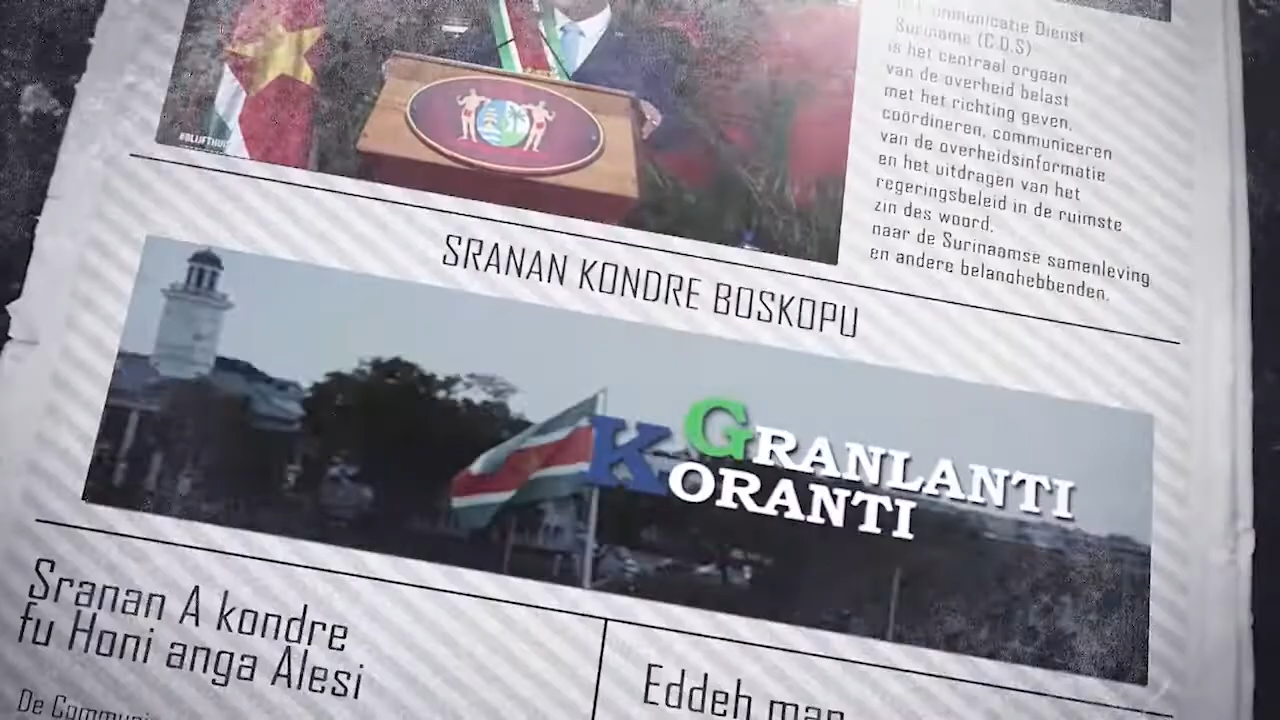 Communicatie Dienst
Suriname (C.D.S)
is het centraal orgaan
van de overheid belast
met het richting geven,
coördineren, communiceren
van de overheidsinformatie
en het uitdragen van het
regeringsbeleid in de ruimste
zin des woord.
naar de Surinaamse samenleving
en andere belanghebbenden.
SRANAN KONDRE BOSKOPU
GRANLANTI
KORANTI
Sranan A kondre
fu Honi anga Alesi
Eddeh man
De